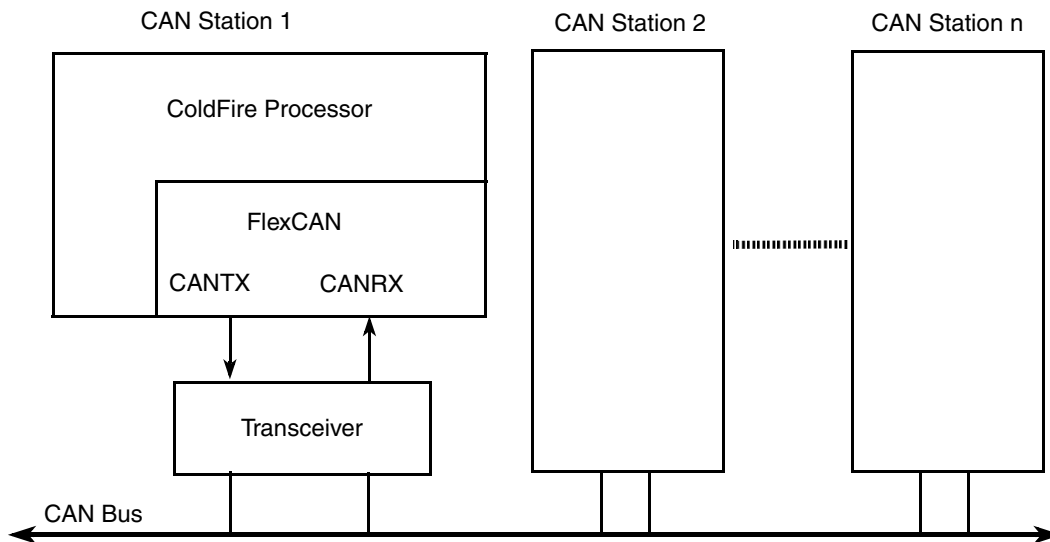 CAN Station 1
CAN Station 2
CAN Station n
ColdFire Processor
FlexCAN
CANTX
CANRX
Transceiver
CAN Bus